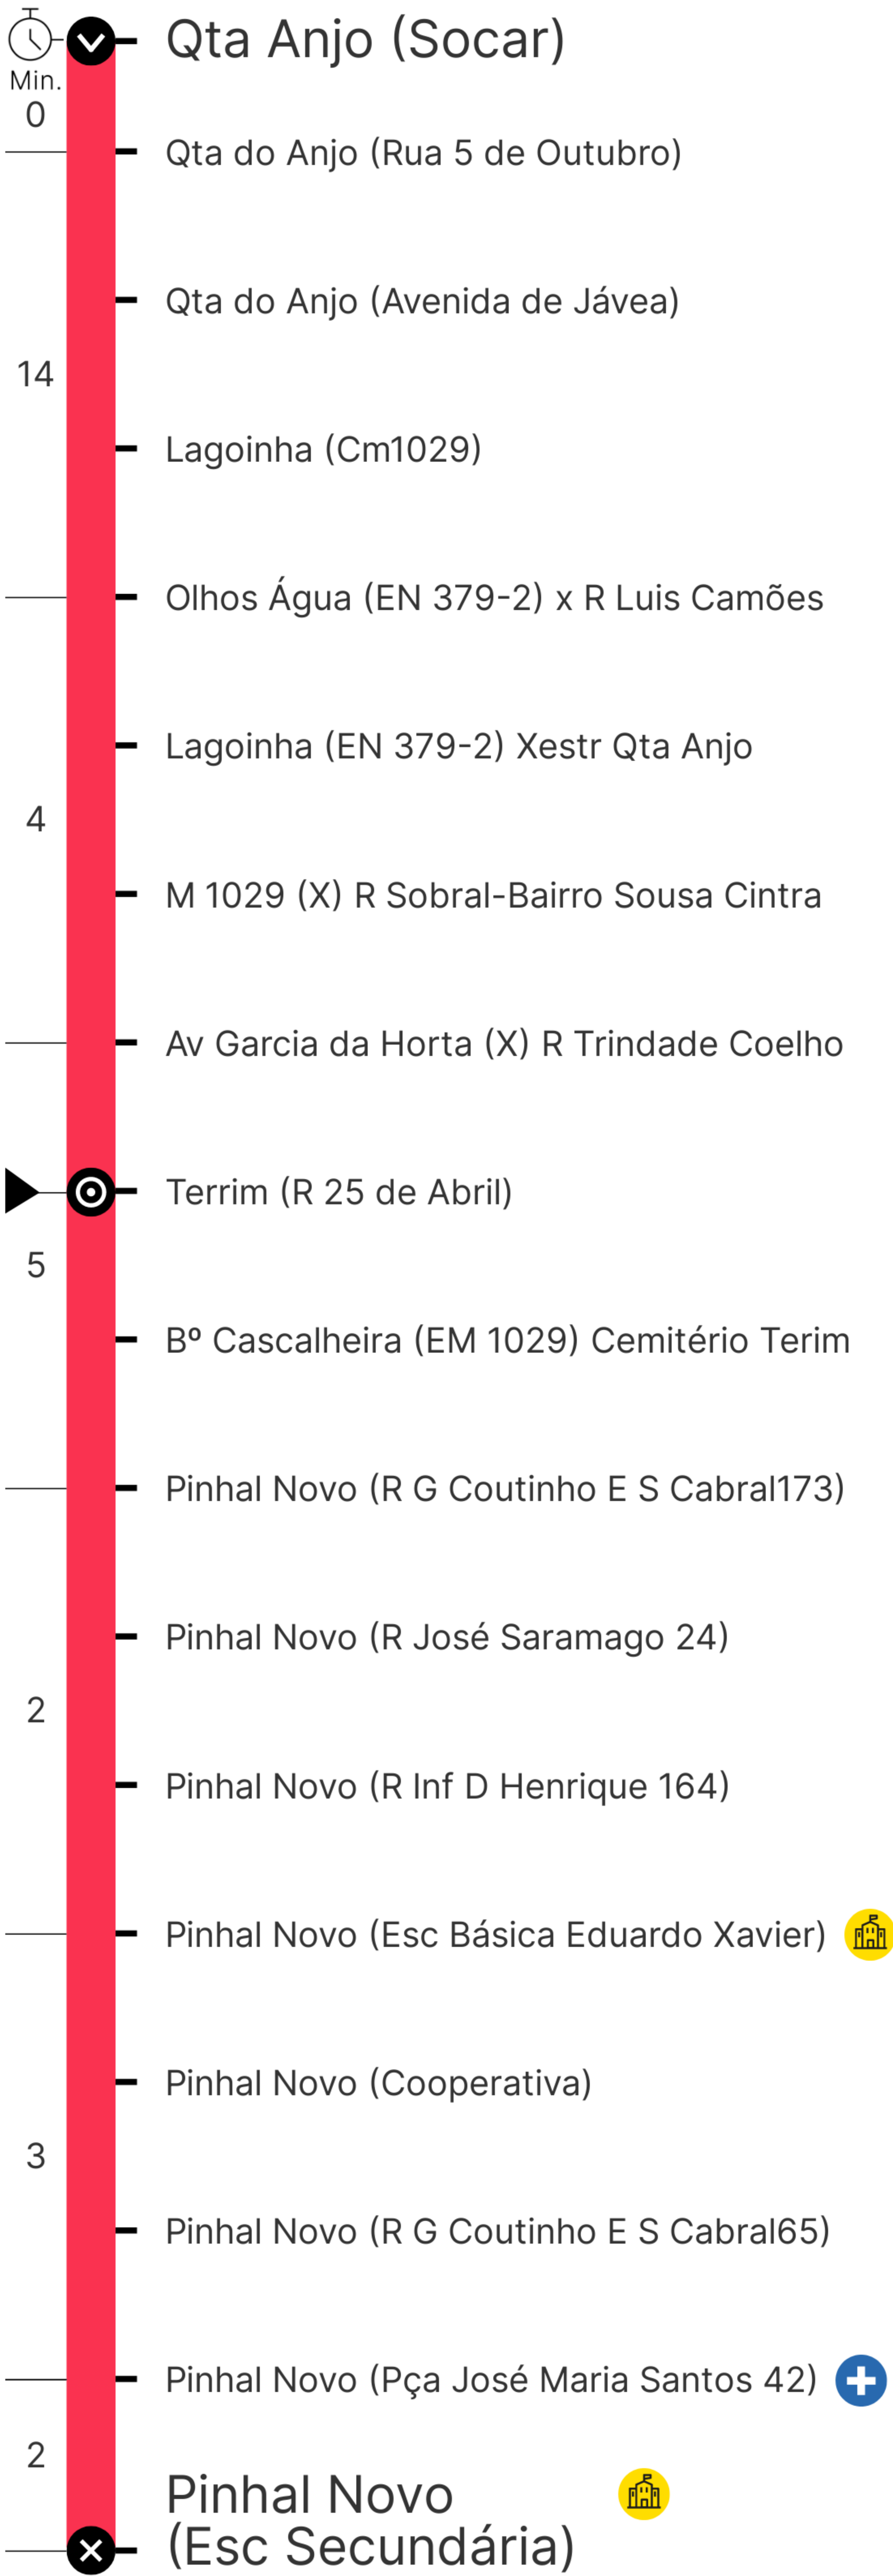 Qta Anjo (Socar)
Min.
0
Qta do Anjo (Rua 5 de Outubro)
Qta do Anjo (Avenida de Jávea)
14
Lagoinha (Cm1029)
Olhos Água (EN 379-2) x R Luis Camões
Lagoinha (EN 379-2) Xestr Qta Anjo
4
M 1029 (X) R Sobral-Bairro Sousa Cintra
Av Garcia da Horta (X) R Trindade Coelho
Terrim (R 25 de Abril)
5
Bº Cascalheira (EM 1029) Cemitério Terim
Pinhal Novo (R G Coutinho E S Cabral173)
Pinhal Novo (R José Saramago 24)
2
Pinhal Novo (R Inf D Henrique 164)
Pinhal Novo (Esc Básica Eduardo Xavier)
Pinhal Novo (Cooperativa)
3
Pinhal Novo (R G Coutinho E S Cabral65)
Pinhal Novo (Pça José Maria Santos 42)
2
Pinhal Novo
(Esc Secundária)